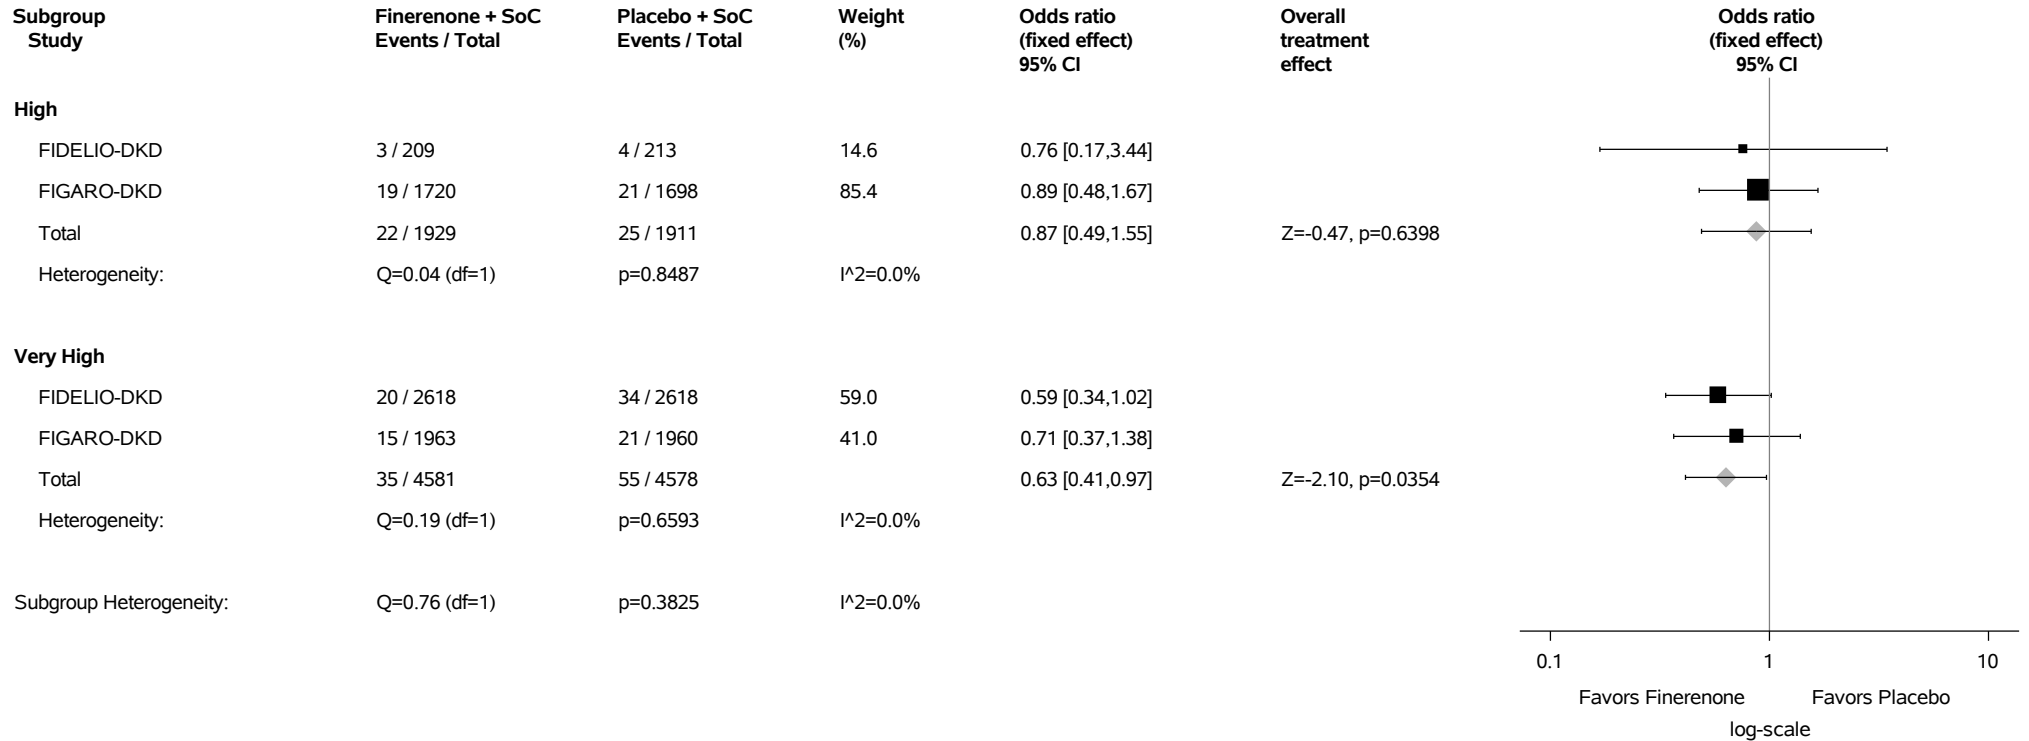 Subgroup Finerenone + SoC Placebo + SoC Weight Odds ratio Overall Odds ratio
Study Events / Total Events / Total (%) (fixed effect) treatment (fixed effect)
95% CI effect 95% CI
High
FIDELIO-DKD 3 / 209 4 / 213 14.6 0.76 [0.17,3.44]
FIGARO-DKD 19 / 1720 21 / 1698 85.4 0.89 [0.48,1.67]
Total 22 / 1929 25 / 1911 0.87 [0.49,1.55] Z=-0.47, p=0.6398
Heterogeneity: Q=0.04 (df=1) p=0.8487 I^2=0.0%
Very High
FIDELIO-DKD 20 / 2618 34 / 2618 59.0 0.59 [0.34,1.02]
FIGARO-DKD 15 / 1963 21 / 1960 41.0 0.71 [0.37,1.38]
Total 35 / 4581 55 / 4578 0.63 [0.41,0.97] Z=-2.10, p=0.0354
Heterogeneity: Q=0.19 (df=1) p=0.6593 I^2=0.0%
Subgroup Heterogeneity: Q=0.76 (df=1) p=0.3825 I^2=0.0%
0.1 1 10
Favors Finerenone Favors Placebo
log-scale